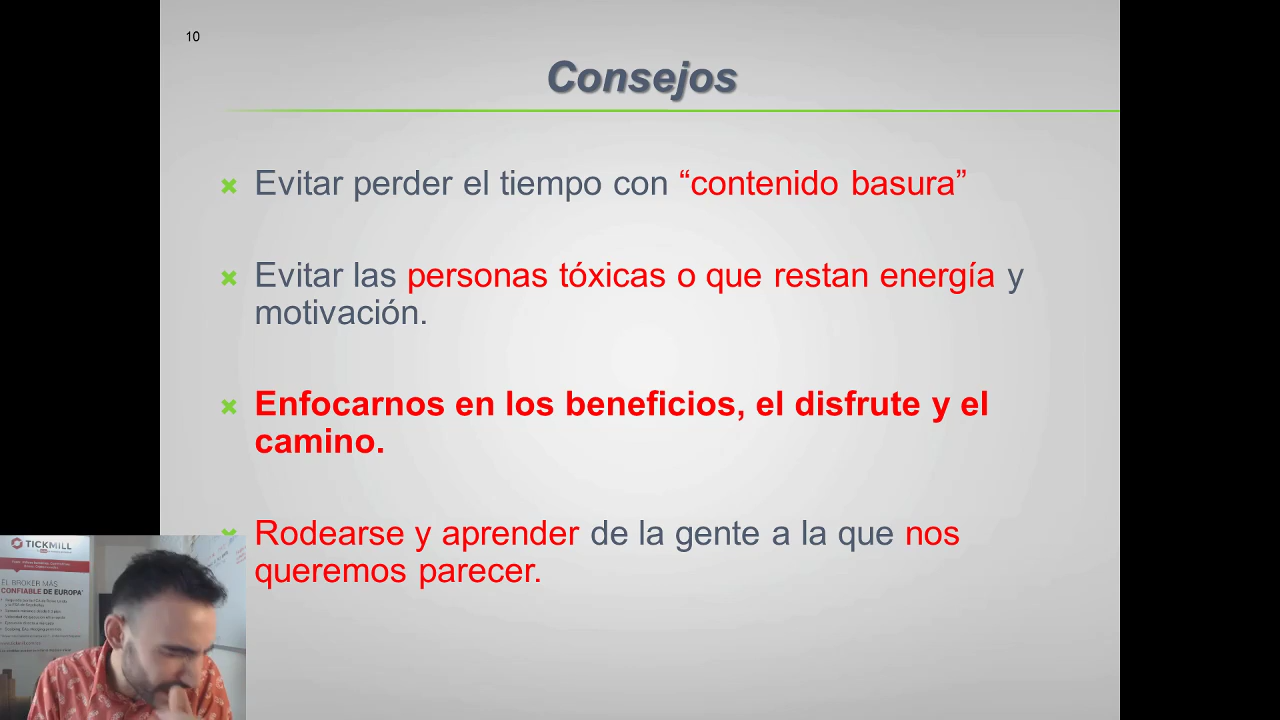 10
Consejos
Evitar perder el tiempo con “contenido basura”
Evitar las personas tóxicas o que restan energía y
motivación.
Enfocarnos en los beneficios, el disfrute y el
camino.
Rodearse y aprender de la gente a la que nos
queremos parecer.
TICKMILL
EL BROKER MÁS
CONFIABLE DE EUROPA